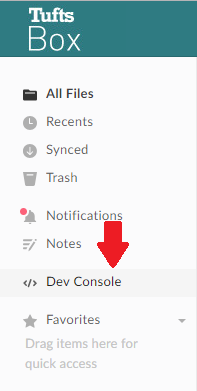 Tufts
Box
All Files
Recents
Synced
Trash
Notifications
Notes
Dev Console
Favorites
Drag items here for
quick access